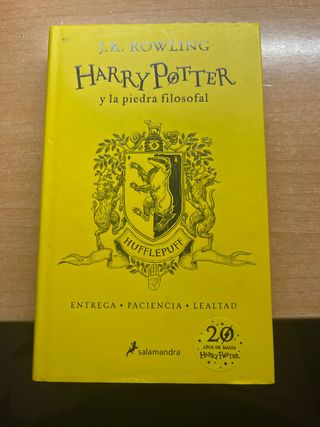 J.K. ROWLING
HARRY POTTER
y la piedra filosofal
HUFFLEPUFF
ENTREGA • PACIENCIA • LEALTAD
salamandra
20
AÑOS DE MAGIA
HARRY POTTER